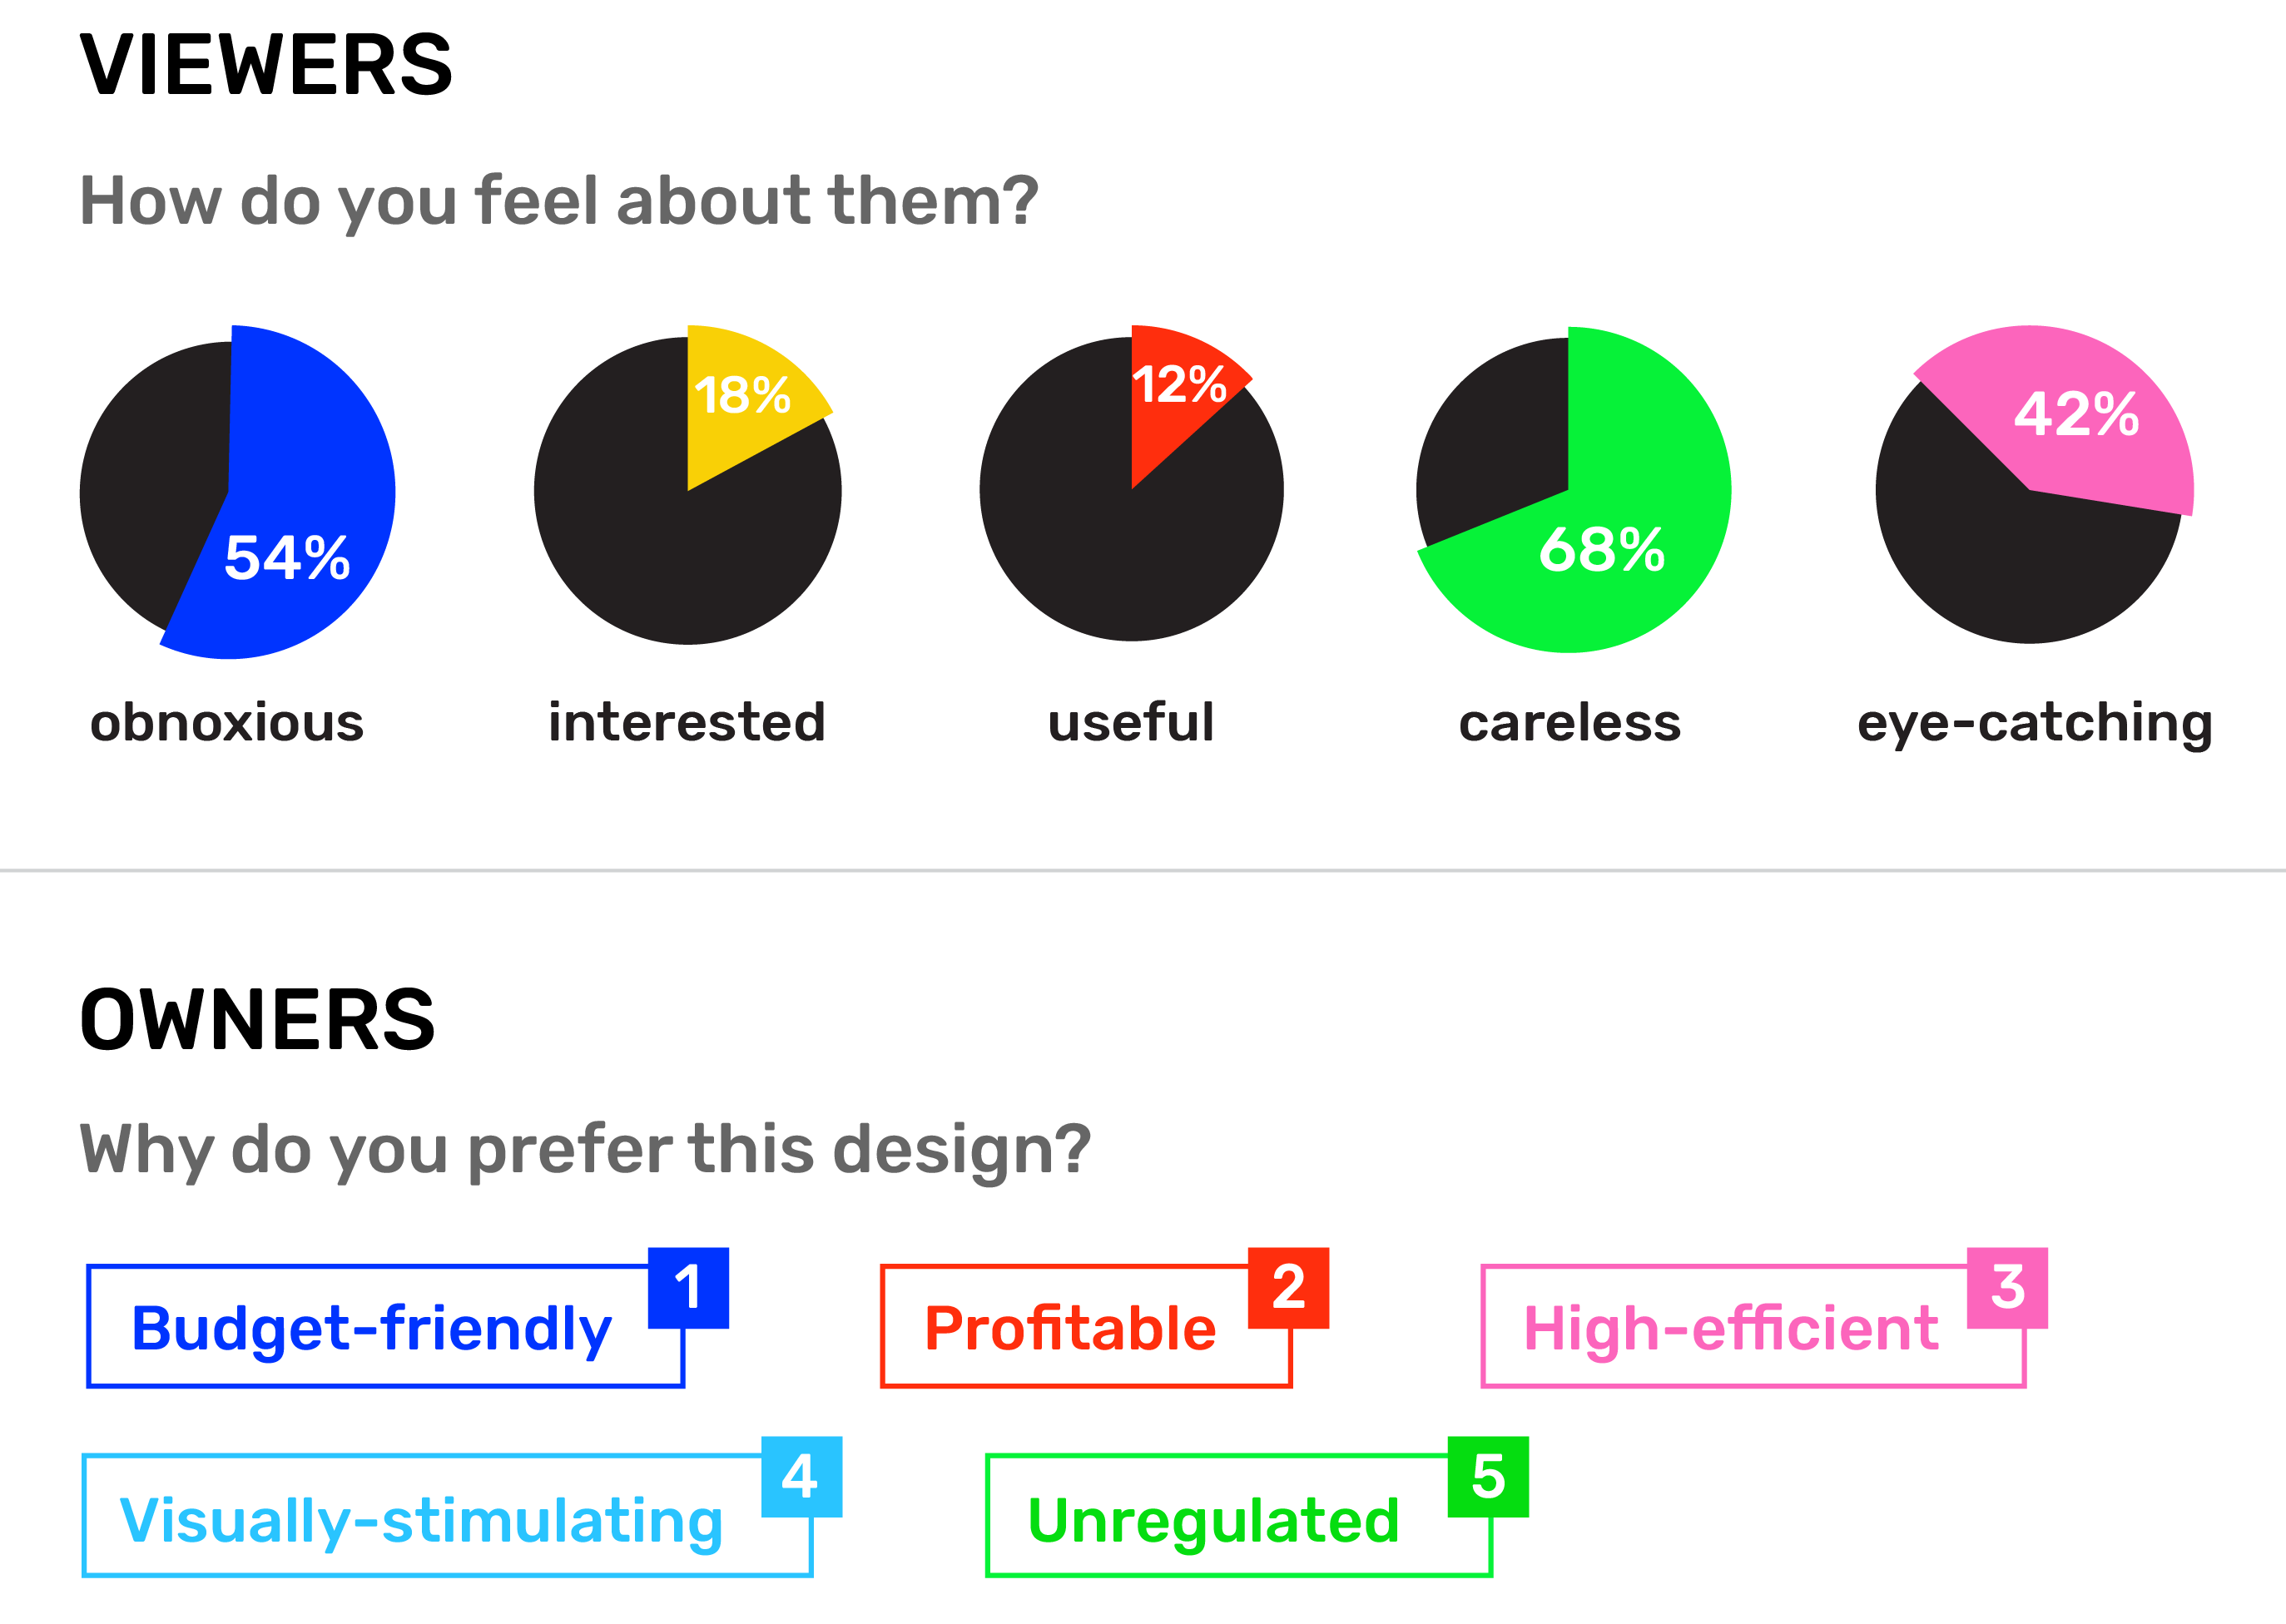 VIEWERS
How do you feel about them?
54%
18%
12%
68%
42%
obnoxious
interested
useful
careless
eye-catching
OWNERS
Why do you prefer this design?
1
Budget-friendly
2
Profitable
3
High-efficient
4
Visually-stimulating
5
Unregulated